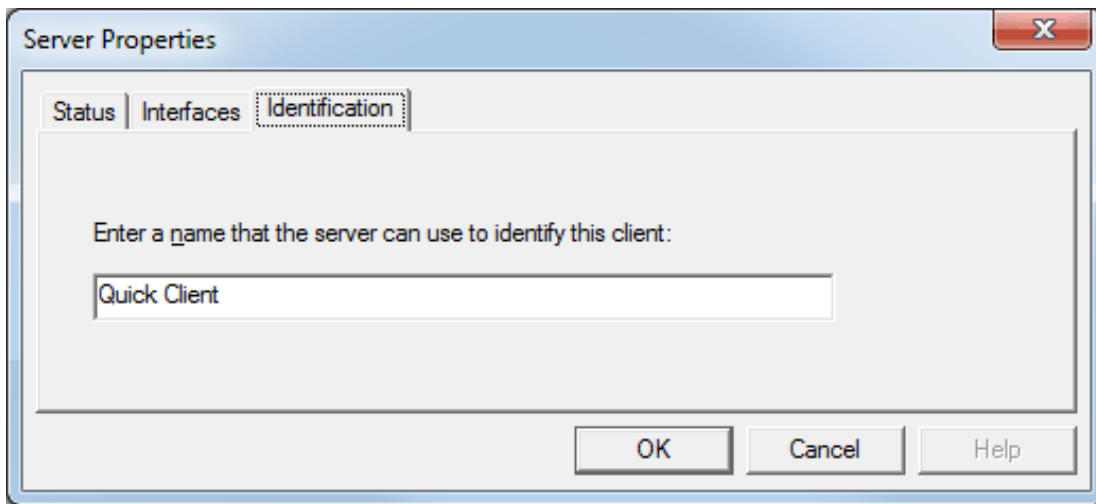 Server Properties
Status Interfaces Identification
Enter a name that the server can use to identify this client:
Quick Client
OK Cancel Help